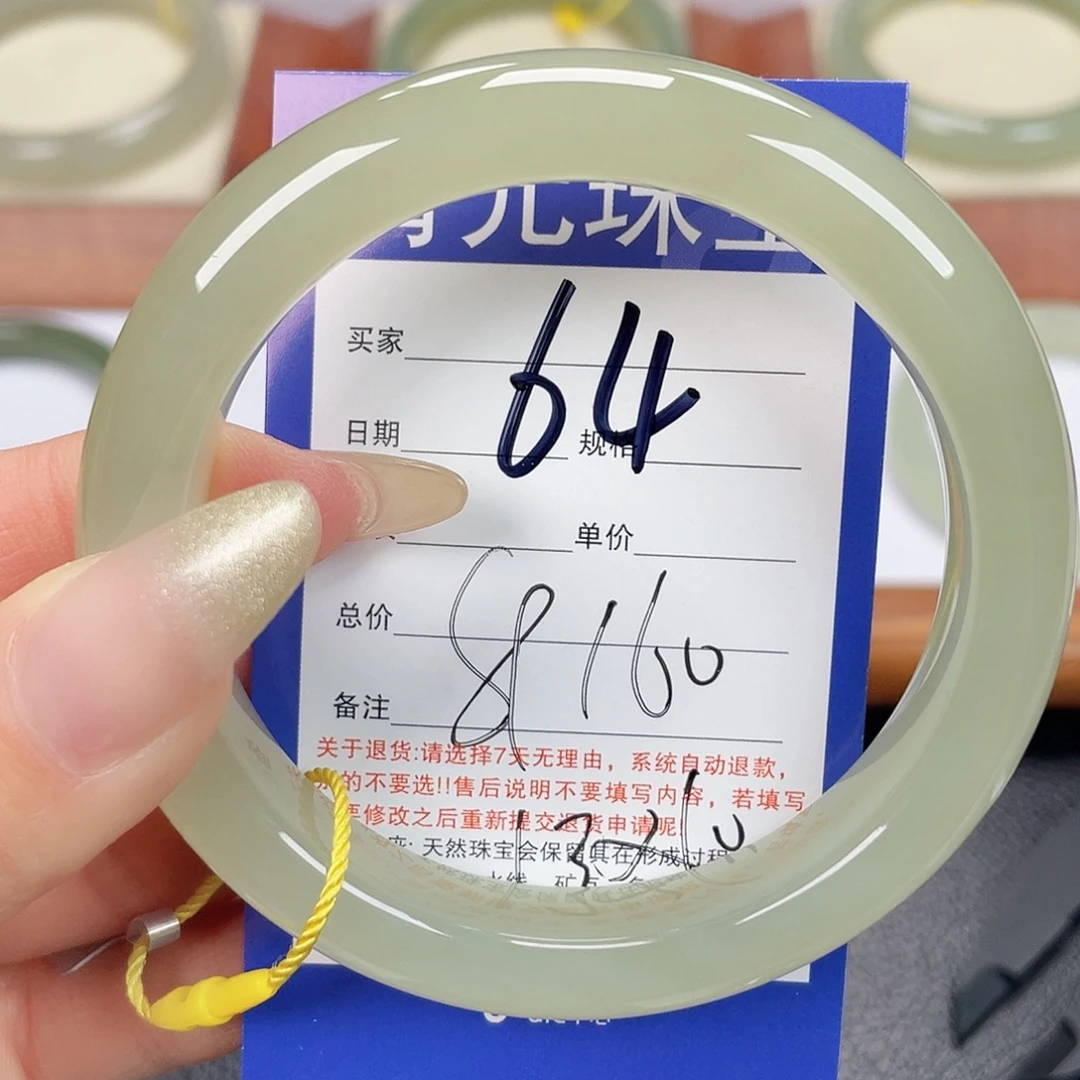 元珠宝
买家
64
日期 规格
单价
总价
8160
备注
关于退货:请选择7天无理由，系统自动退款，
的不要选!!售后说明不要填写内容，若填写
要修改之后重新提交退货申请呢
天然珠宝会保留其在形成过程